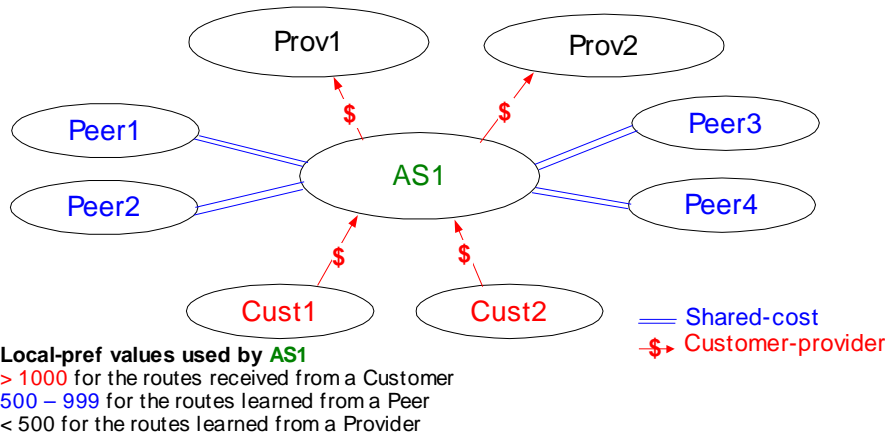 Prov1
Prov2
$
$
Peer1
Peer3
AS1
Peer2
Peer4
$
$
Cust1
Cust2
Shared-cost
$ Customer-provider
Local-pref values used by AS1
> 1000 for the routes received from a Customer
500 – 999 for the routes learned from a Peer
< 500 for the routes learned from a Provider